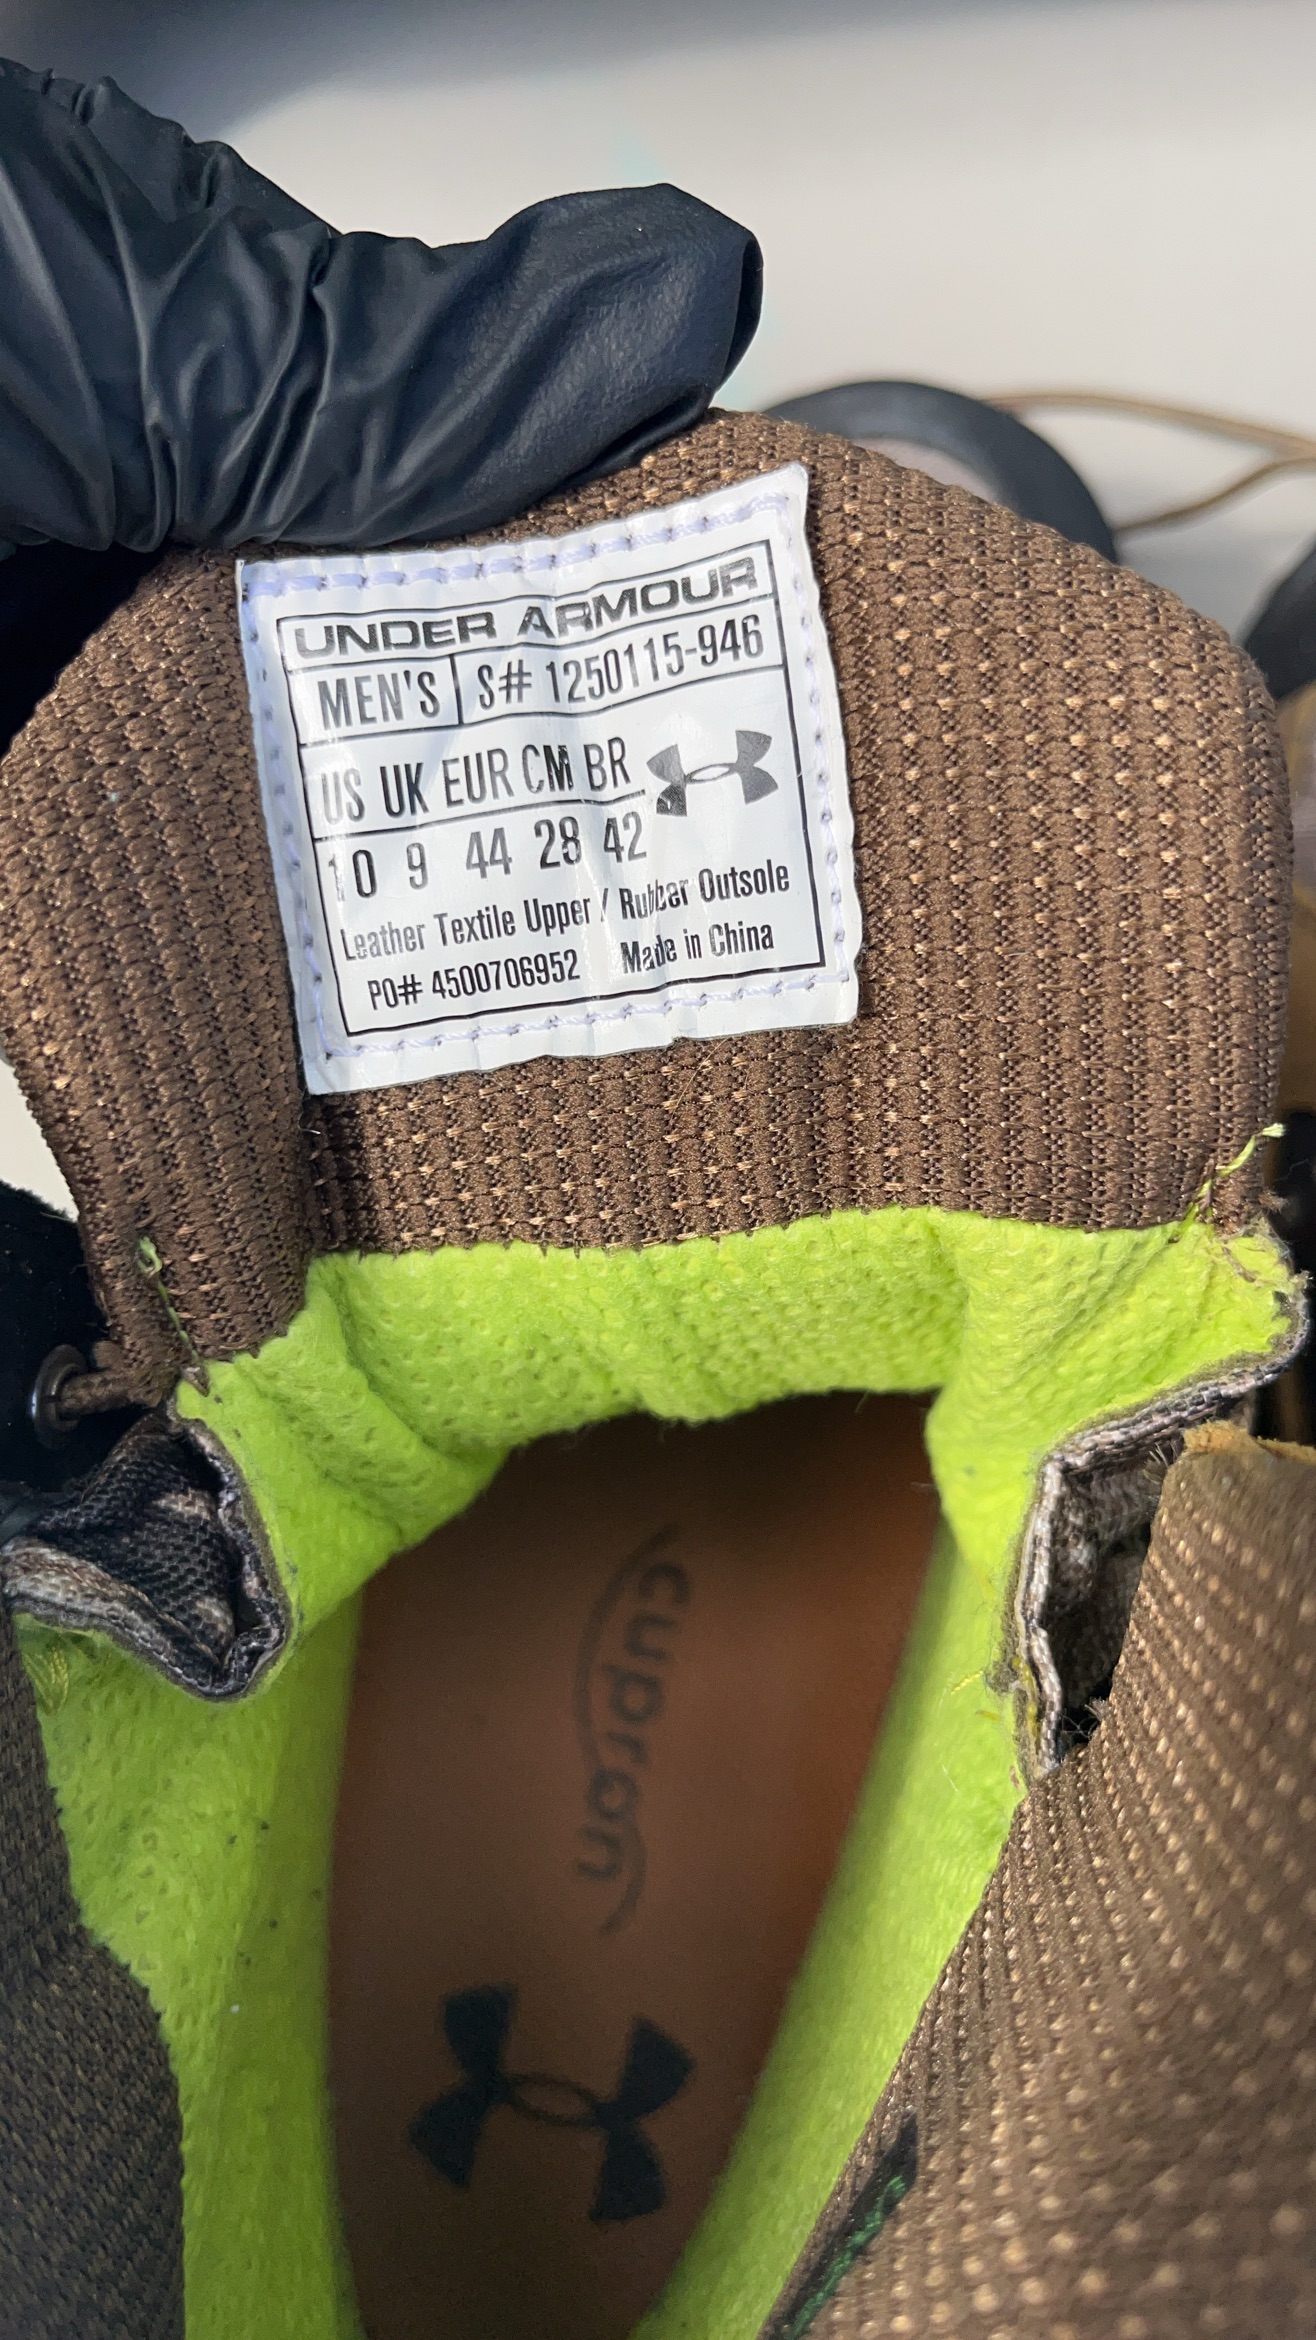 UNDER ARMOUR
MEN'S S# 1250115-946
US UK EUR CM BR
10 9 44 28 42
Leather Textile Upper / Rubber Outsole
PO# 4500706952 Made in China
cupron